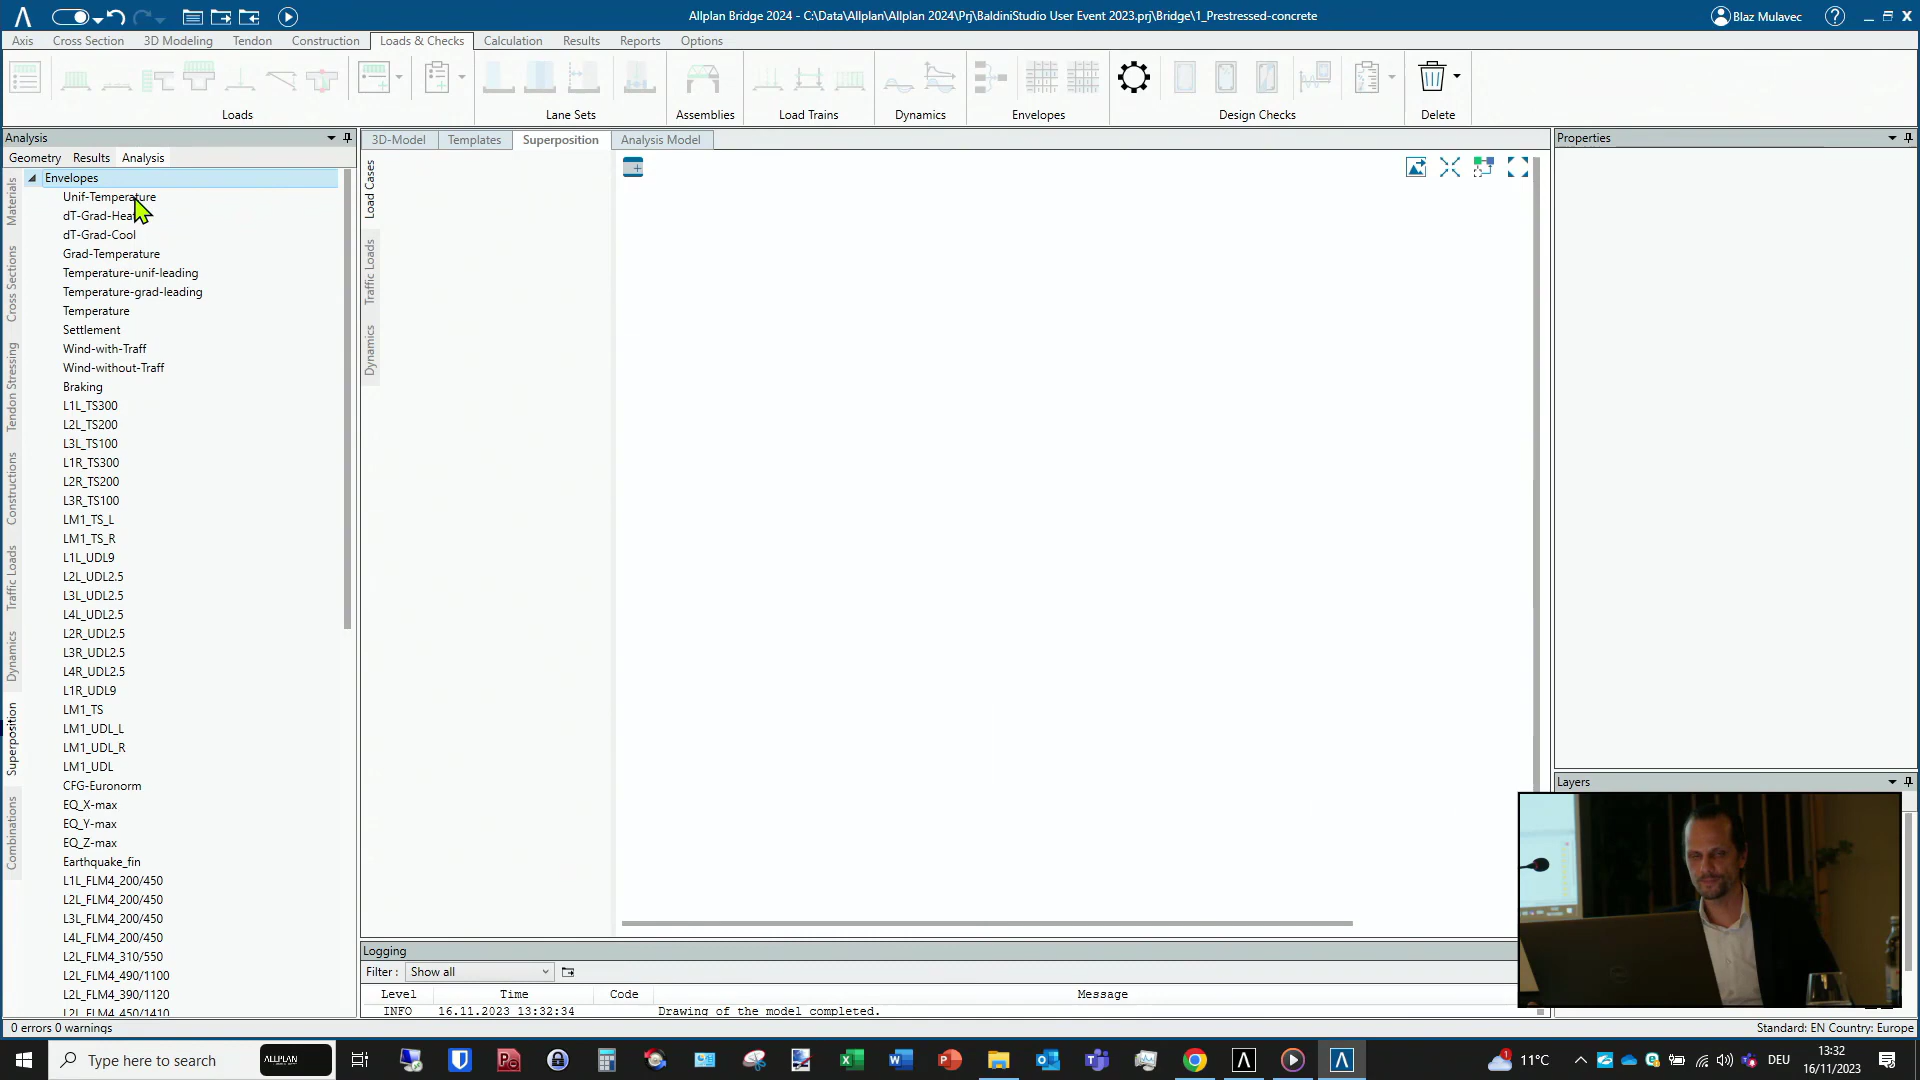 Allplan Bridge 2024 - C:\Data\Allplan\Allplan 2024\Prj\BaldiniStudio User Event 2023.prj\Bridge\1_Prestressed-concrete
Blaz Mulavec
Axis Cross Section 3D Modeling Tendon Construction Loads & Checks Calculation Results Reports Options
Loads Lane Sets Assemblies Load Trains Dynamics Envelopes Design Checks Delete
Analysis
Geometry Results Analysis
Materials
Cross Sections
Tendon Stressing
Constructions
Traffic Loads
Dynamics
Superposition
Combinations
Envelopes
Unif-Temperature
dT-Grad-Heat
dT-Grad-Cool
Grad-Temperature
Temperature-unif-leading
Temperature-grad-leading
Temperature
Settlement
Wind-with-Traff
Wind-without-Traff
Braking
L1L_TS300
L2L_TS200
L3L_TS100
L1R_TS300
L2R_TS200
L3R_TS100
LM1_TS_L
LM1_TS_R
L1L_UDL9
L2L_UDL2.5
L3L_UDL2.5
L4L_UDL2.5
L2R_UDL2.5
L3R_UDL2.5
L4R_UDL2.5
L1R_UDL9
LM1_TS
LM1_UDL_L
LM1_UDL_R
LM1_UDL
CFG-Euronorm
EQ_X-max
EQ_Y-max
EQ_Z-max
Earthquake_fin
L1L_FLM4_200/450
L2L_FLM4_200/450
L3L_FLM4_200/450
L4L_FLM4_200/450
L2L_FLM4_310/550
L2L_FLM4_490/1100
L2L_FLM4_390/1120
L2L_FLM4_450/1410
3D-Model Templates Superposition Analysis Model
Load Cases
Traffic Loads
Dynamics
Properties
Layers
Logging
Filter : Show all
Level Time Code Message
INFO 16.11.2023 13:32:34 Drawing of the model completed.
0 errors 0 warnings
Standard: EN Country: Europe
Type here to search
ALLPLAN
11°C
DEU
13:32
16/11/2023